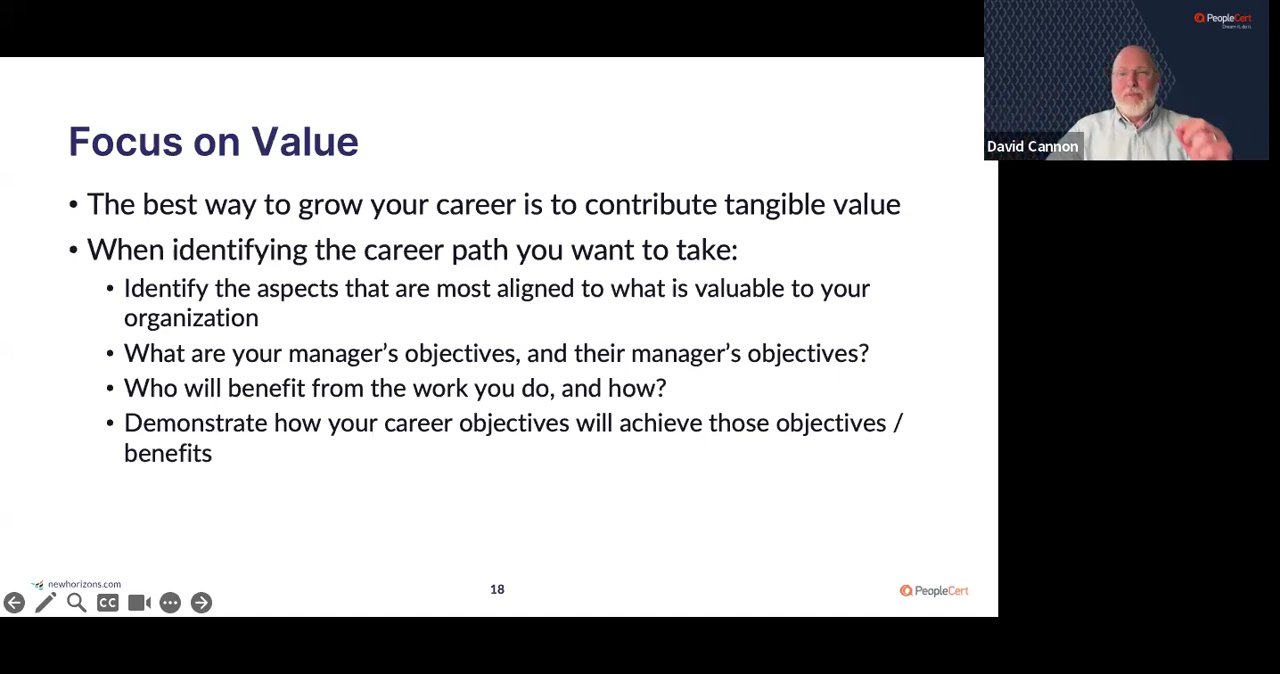 PeopleCert
David Cannon
Focus on Value
• The best way to grow your career is to contribute tangible value
• When identifying the career path you want to take:
• Identify the aspects that are most aligned to what is valuable to your
organization
• What are your manager’s objectives, and their manager’s objectives?
• Who will benefit from the work you do, and how?
• Demonstrate how your career objectives will achieve those objectives /
benefits
newhorizons.com
18
PeopleCert
CC